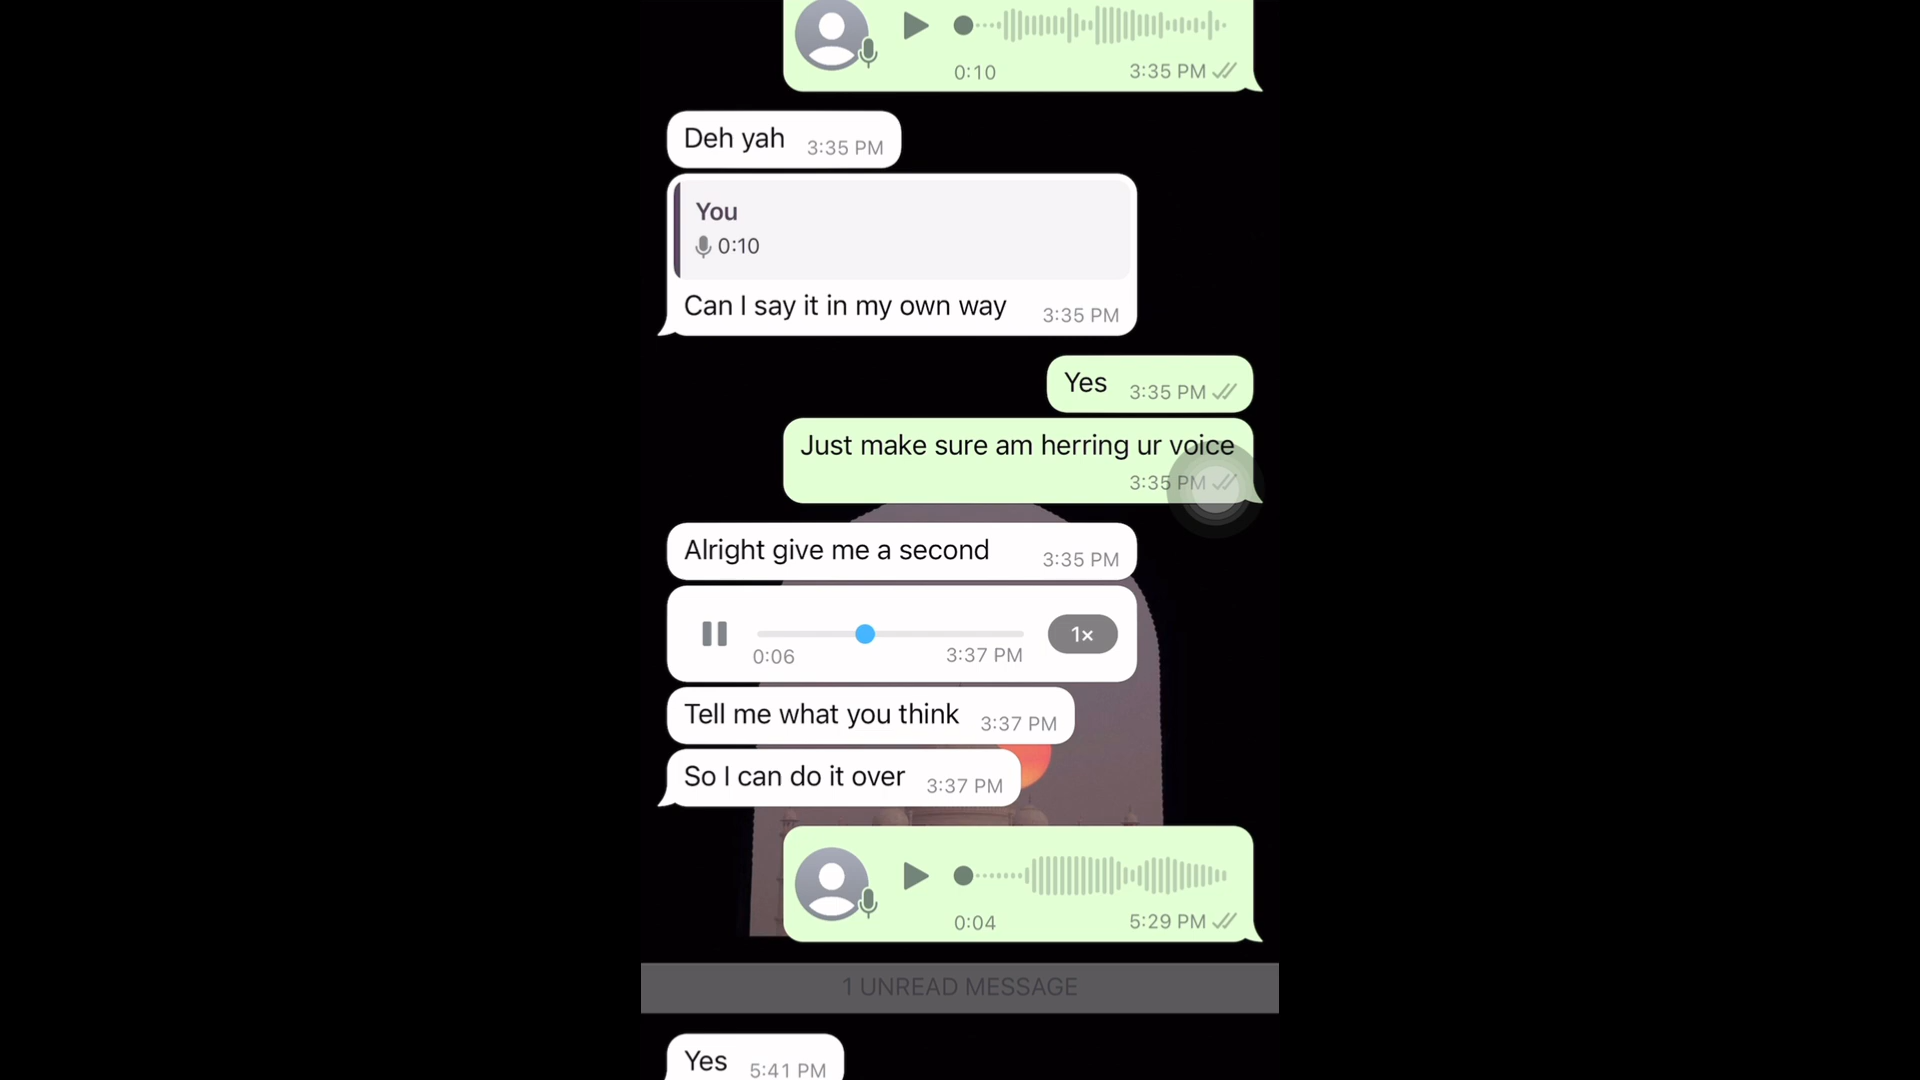 0:10 3:35 PM
Deh yah 3:35 PM
You
0:10
Can I say it in my own way 3:35 PM
Yes 3:35 PM
Just make sure am herring ur voice
3:35 PM
Alright give me a second 3:35 PM
1×
0:06 3:37 PM
Tell me what you think 3:37 PM
So I can do it over 3:37 PM
0:04 5:29 PM
1 UNREAD MESSAGE
Yes 5:41 PM